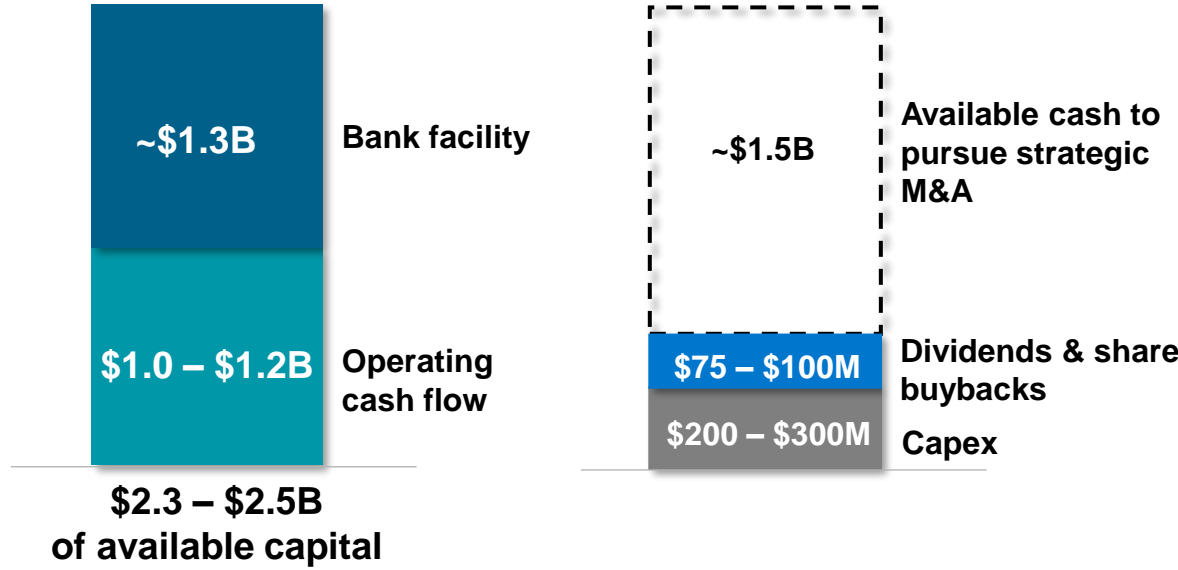 ~$1.3B
Bank facility
$1.0 – $1.2B
Operating
cash flow
$2.3 – $2.5B
of available capital
~$1.5B
Available cash to
pursue strategic
M&A
$75 – $100M
Dividends & share
buybacks
$200 – $300M
Capex